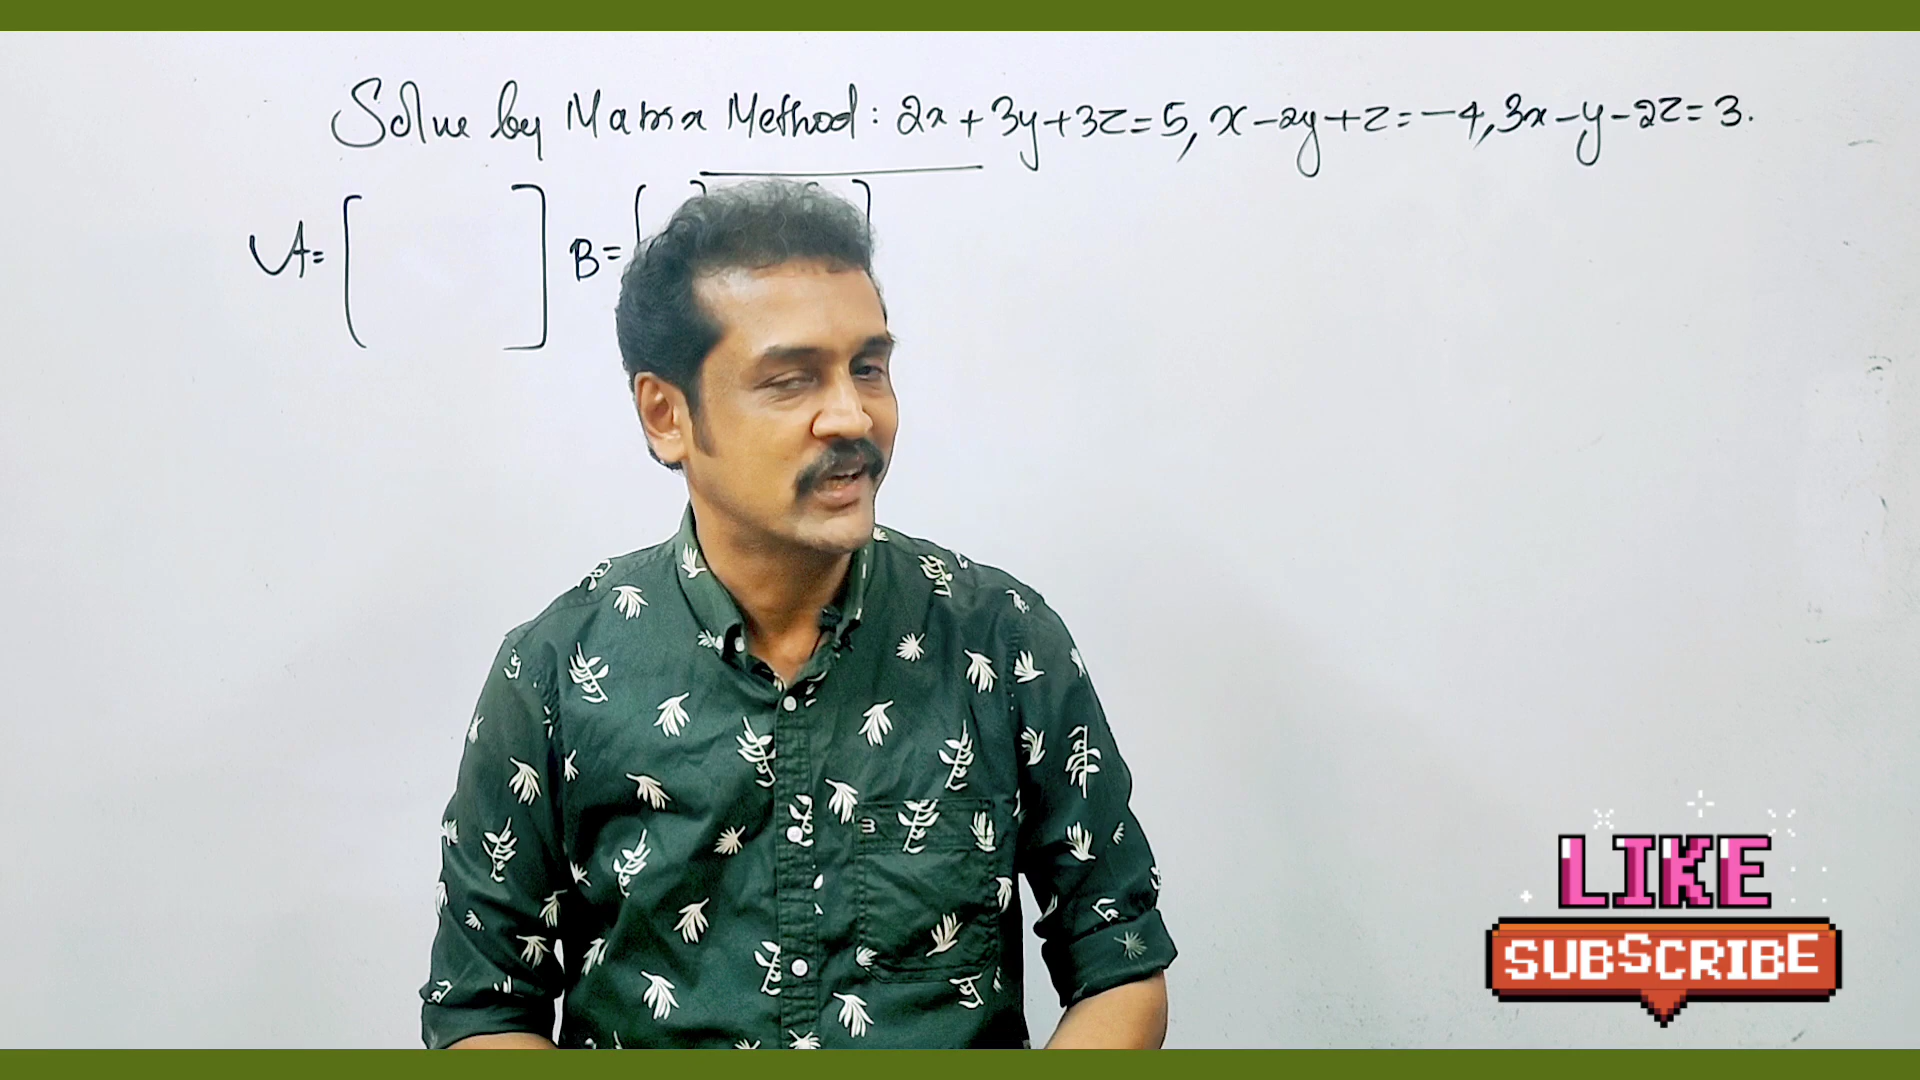 Solve by Matrix Method: 2x+3y+3z=5, x-2y+z=-4, 3x-y-2z=3.
A=[ ] B=[ ] [ ]
LIKE
SUBSCRIBE